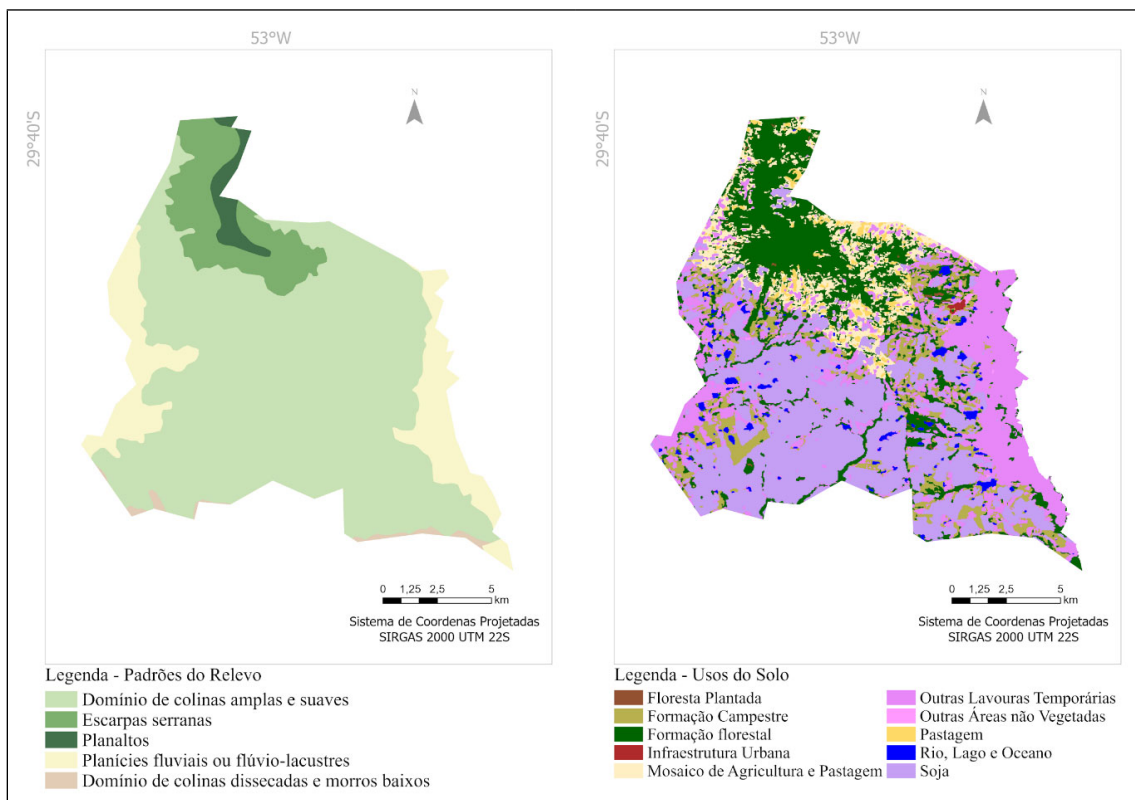 53°W
29°40'S
N
0 1,25 2,5 5
km
Sistema de Coordenas Projetadas
SIRGAS 2000 UTM 22S
Legenda - Padrões do Relevo
Domínio de colinas amplas e suaves
Escarpas serranas
Planaltos
Planícies fluviais ou flúvio-lacustres
Domínio de colinas dissecadas e morros baixos
53°W
29°40'S
N
0 1,25 2,5 5
km
Sistema de Coordenas Projetadas
SIRGAS 2000 UTM 22S
Legenda - Usos do Solo
Floresta Plantada
Formação Campestre
Formação florestal
Infraestrutura Urbana
Mosaico de Agricultura e Pastagem
Outras Lavouras Temporárias
Outras Áreas não Vegetadas
Pastagem
Rio, Lago e Oceano
Soja